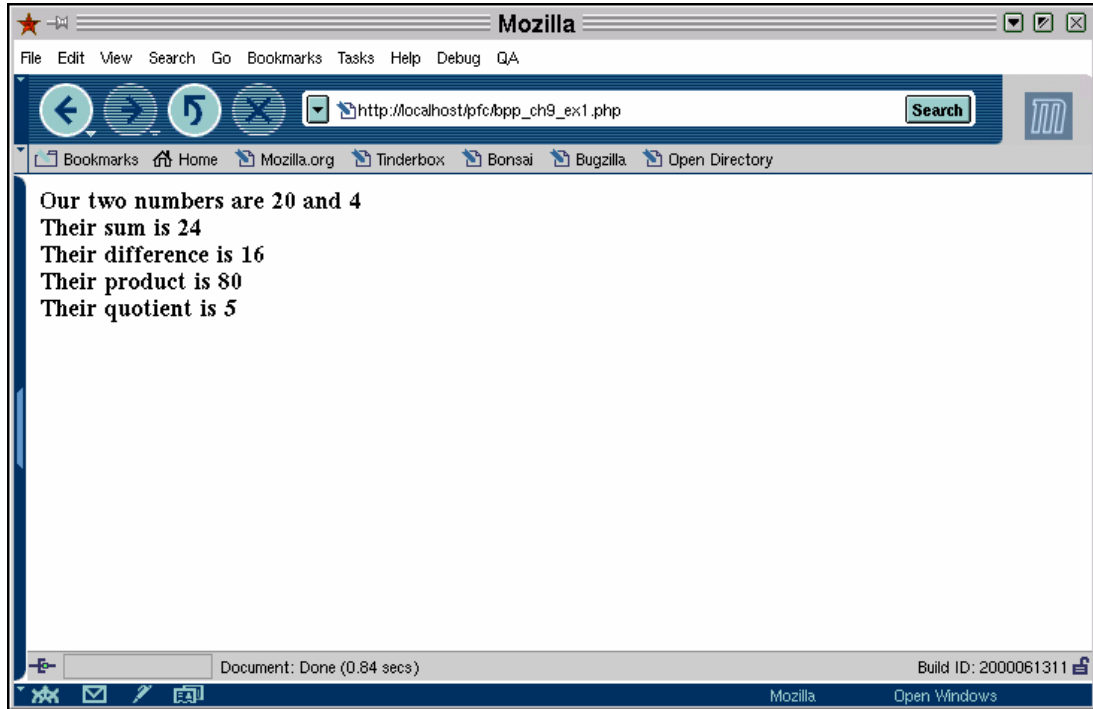 Mozilla
File Edit View Search Go Bookmarks Tasks Help Debug QA
http://localhost/pfc/bpp_ch9_ex1.php Search
Bookmarks Home Mozilla.org Tinderbox Bonsai Bugzilla Open Directory
Our two numbers are 20 and 4
Their sum is 24
Their difference is 16
Their product is 80
Their quotient is 5
Document: Done (0.84 secs) Build ID: 2000061311
Mozilla Open Windows